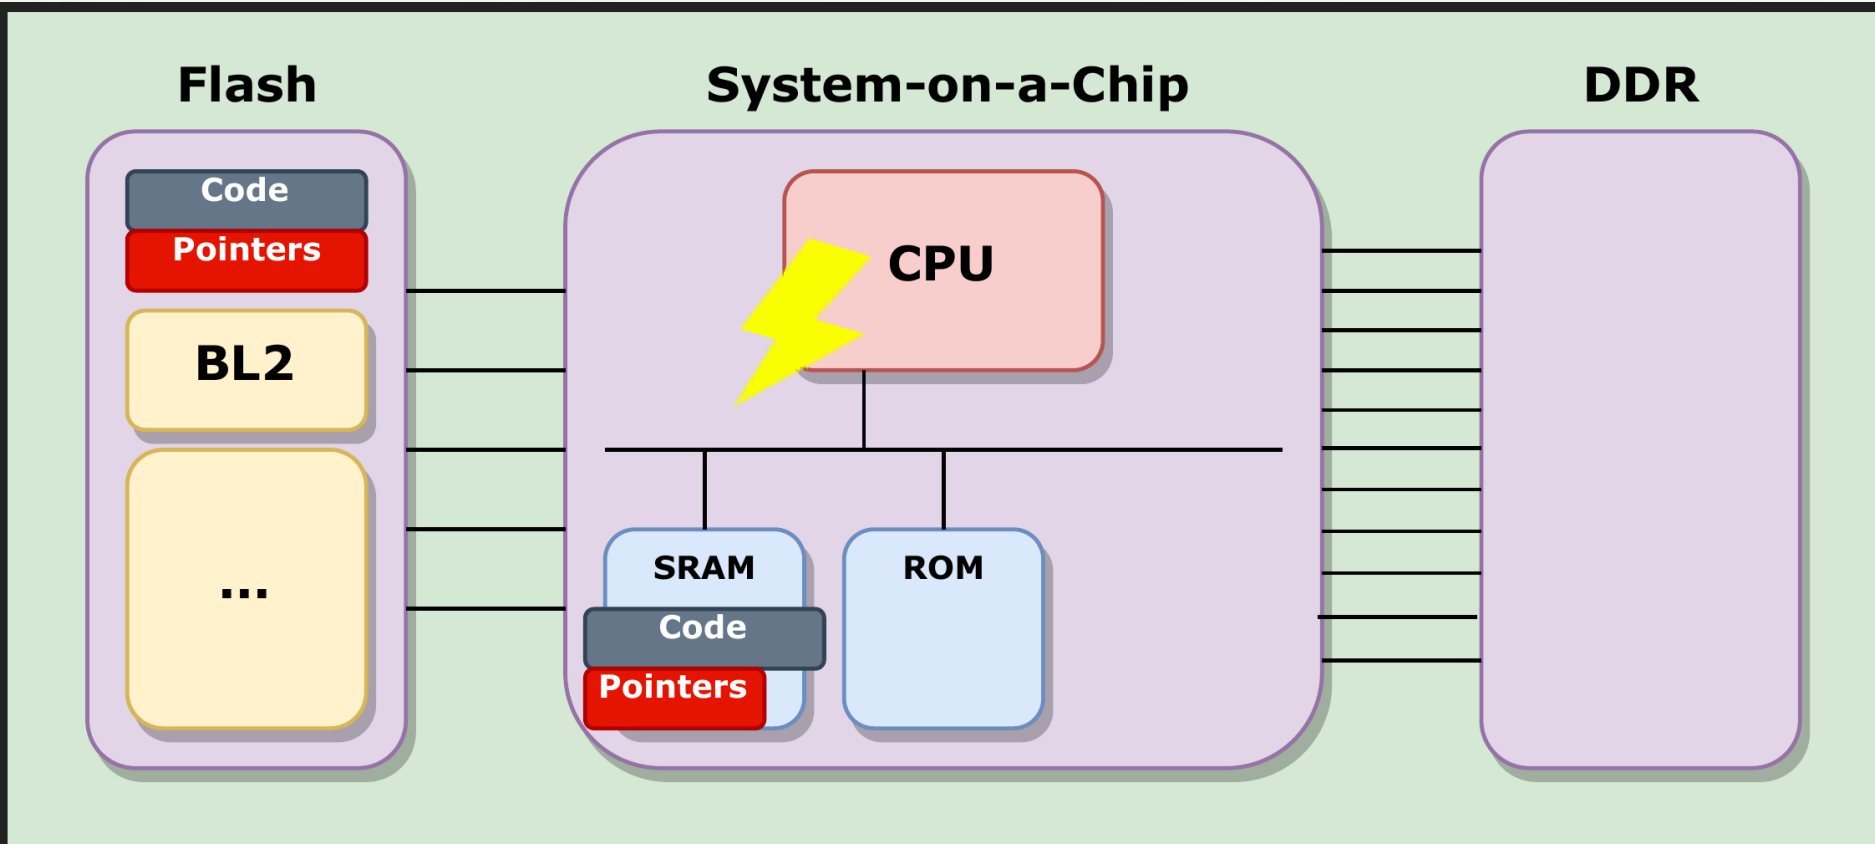 Flash
System-on-a-Chip
DDR
Code
Pointers
BL2
...
CPU
SRAM
ROM
Code
Pointers